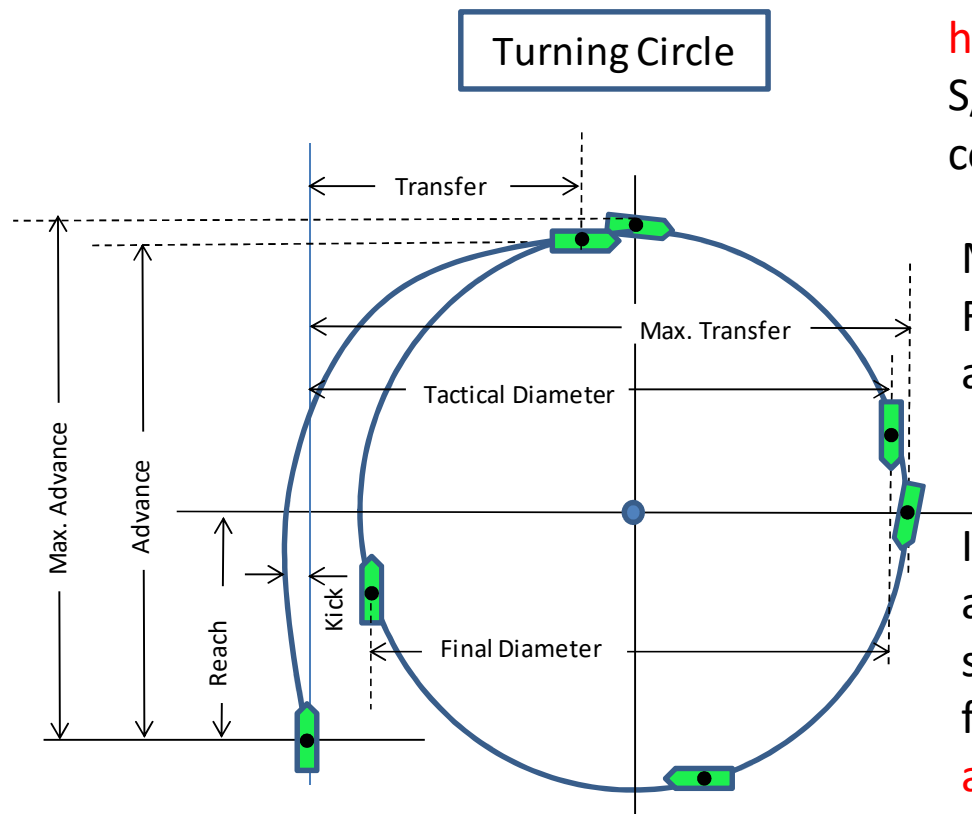 Turning Circle
Transfer
Max. Transfer
Tactical Diameter
Max. Advance
Advance
Reach
Kick
Final Diameter